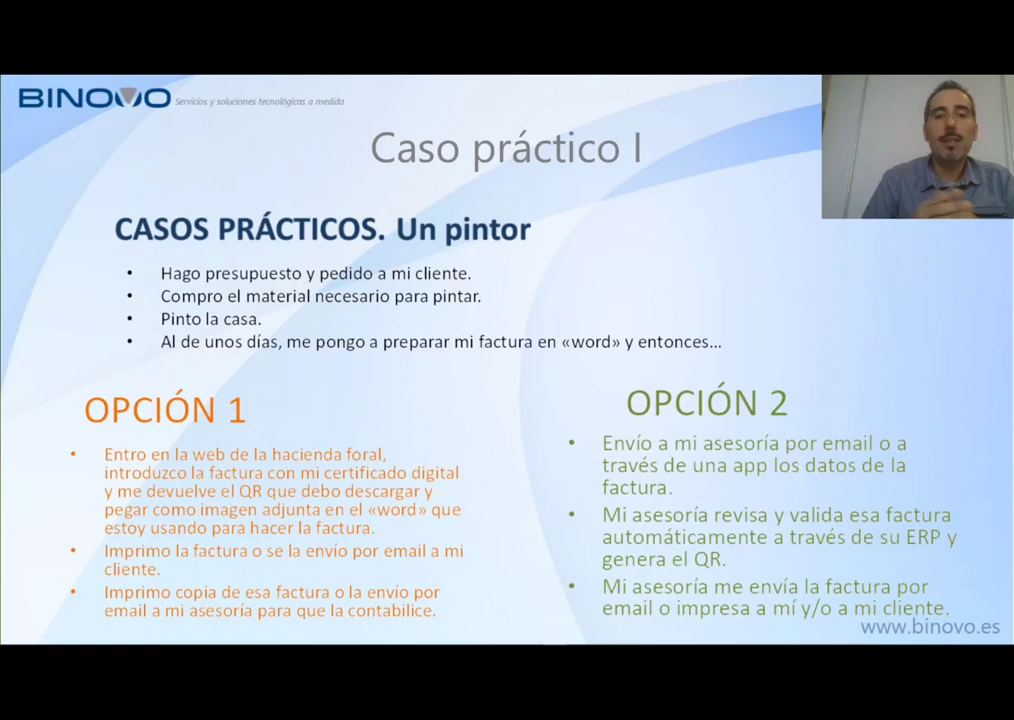 BINOVO Servicios y soluciones tecnológicas a medida
Caso práctico I
CASOS PRÁCTICOS. Un pintor
• Hago presupuesto y pedido a mi cliente.
• Compro el material necesario para pintar.
• Pinto la casa.
• Al de unos días, me pongo a preparar mi factura en «word» y entonces...
OPCIÓN 1
• Entro en la web de la hacienda foral,
introduzco la factura con mi certificado digital
y me devuelve el QR que debo descargar y
pegar como imagen adjunta en el «word» que
estoy usando para hacer la factura.
• Imprimo la factura o se la envío por email a mi
cliente.
• Imprimo copia de esa factura o la envío por
email a mi asesoría para que la contabilice.
OPCIÓN 2
• Envío a mi asesoría por email o a
través de una app los datos de la
factura.
• Mi asesoría revisa y valida esa factura
automáticamente a través de su ERP y
genera el QR.
• Mi asesoría me envía la factura por
email o impresa a mí y/o a mi cliente.
www.binovo.es